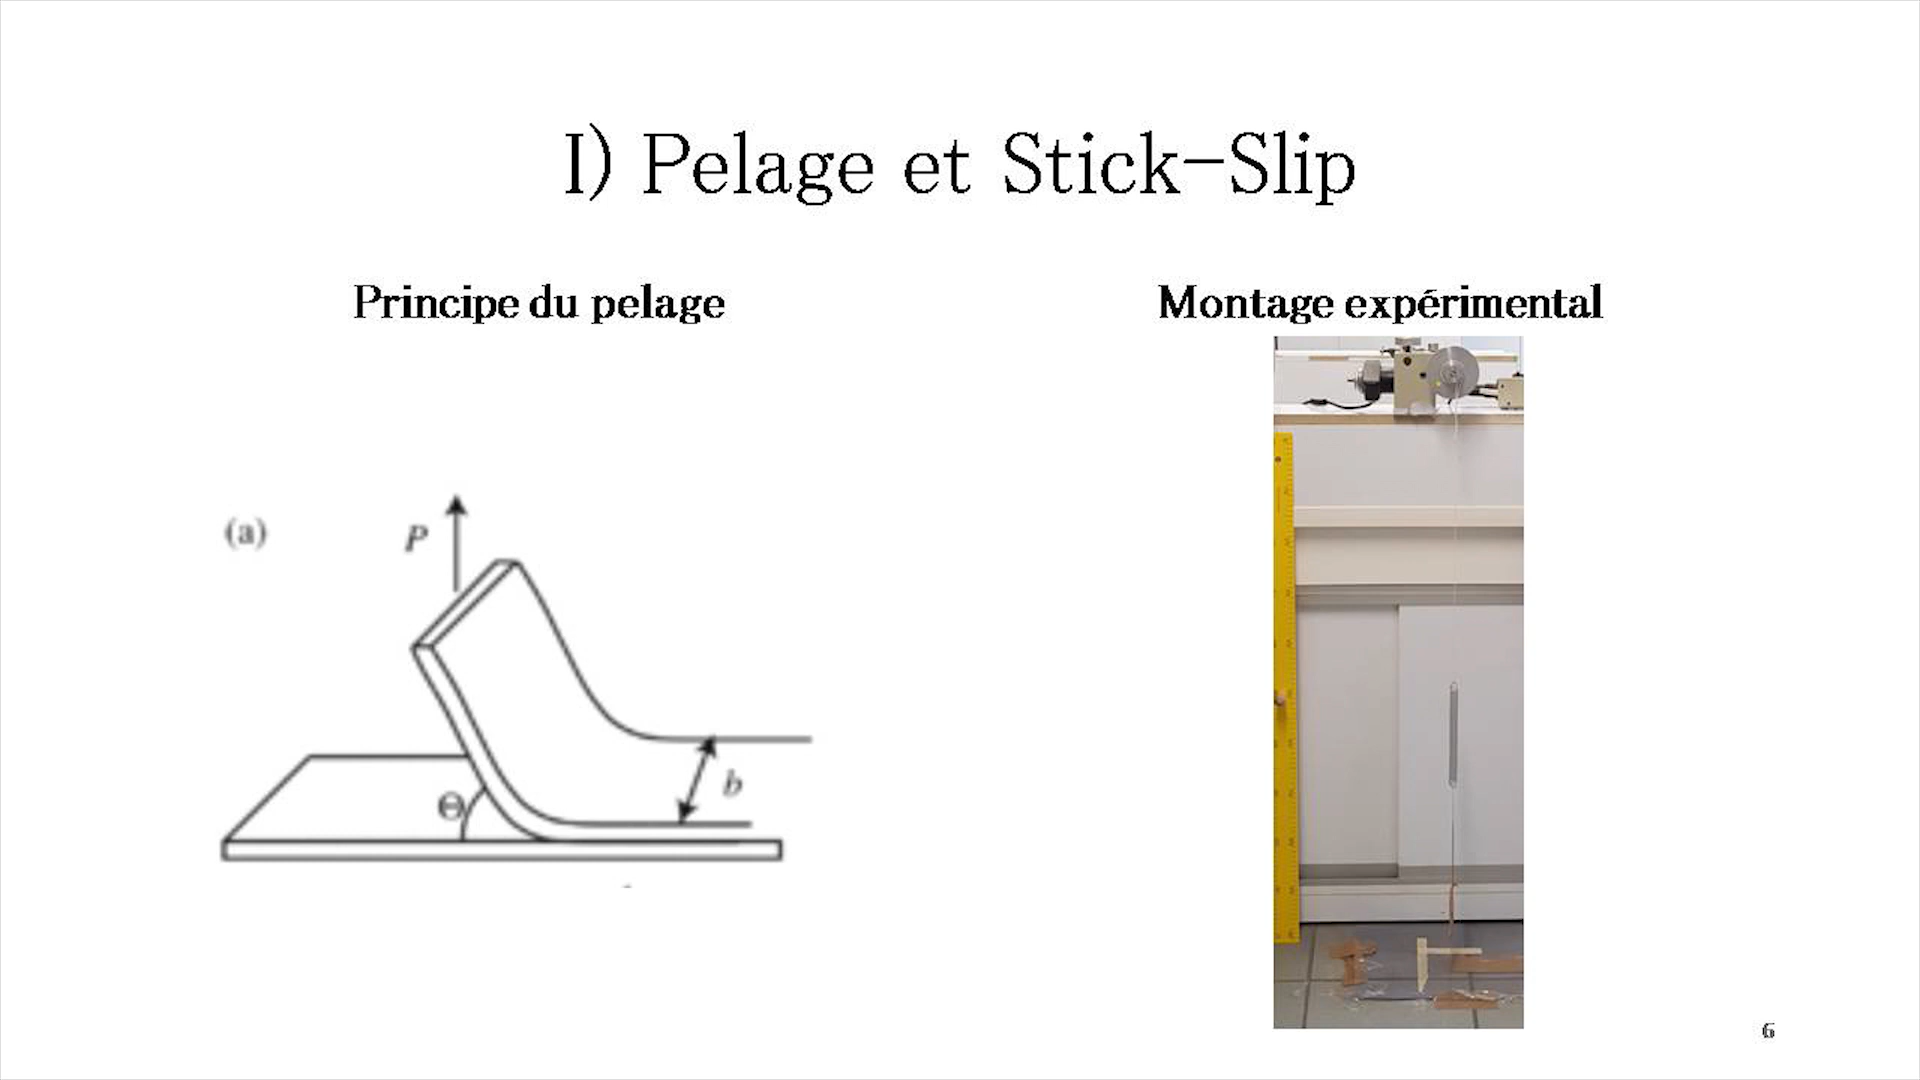 I) Pelage et Stick-Slip
Principe du pelage
Montage expérimental
(a)
P
Θ
b
6